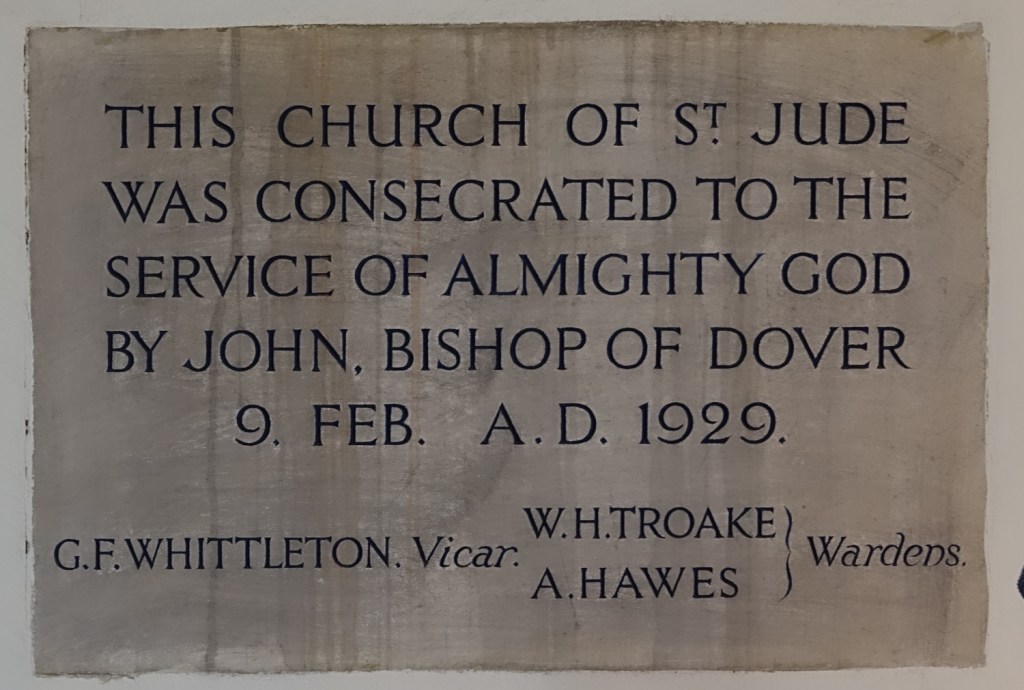 THIS CHURCH OF ST. JUDE
WAS CONSECRATED TO THE
SERVICE OF ALMIGHTY GOD
BY JOHN, BISHOP OF DOVER
9. FEB. A.D. 1929.
G.F. WHITTLETON. Vicar. W.H. TROAKE } Wardens.
A. HAWES